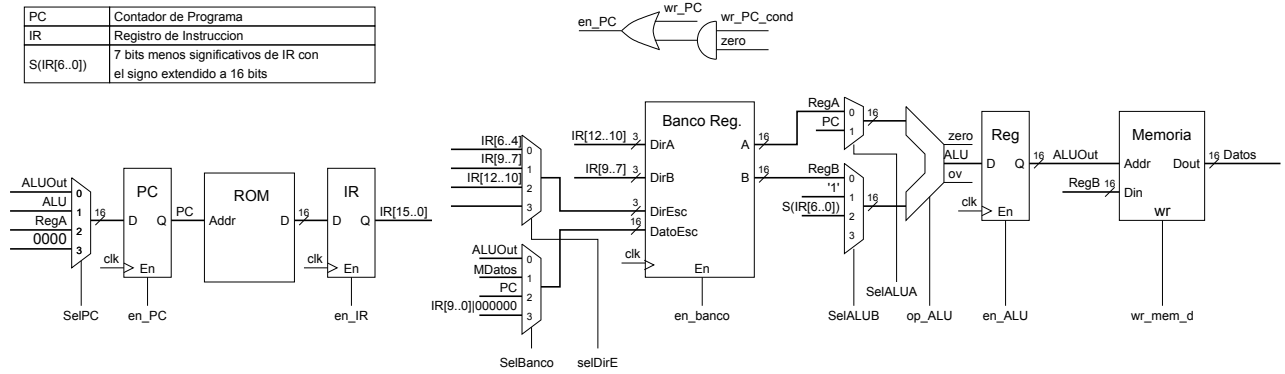 PC Contador de Programa
IR Registro de Instruccion
S(IR[6..0]) 7 bits menos significativos de IR con
el signo extendido a 16 bits
en_PC
wr_PC
wr_PC_cond
zero
ALUOut
ALU
RegA
0000
0
1
2
3
16
SelPC
PC
D Q
clk
En
en_PC
PC
ROM
Addr D
16
IR
D Q
clk
En
en_IR
IR[15..0]
IR[6..4]
IR[9..7]
IR[12..10]
0
1
2
3
selDirE
ALUOut
MDatos
PC
IR[9..0]|000000
0
1
2
3
SelBanco
Banco Reg.
IR[12..10] 3 DirA
IR[9..7] 3 DirB
3 DirEsc
16 DatoEsc
clk
En
en_banco
A 16
B 16
RegA
PC
0
1
16
SelALUA
RegB
'1'
S(IR[6..0])
0
1
2
3
16
SelALUB
op_ALU
zero
ALU
ov
Reg
D Q
clk
En
en_ALU
16 ALUOut
RegB 16
Memoria
Addr Dout
Din
wr
wr_mem_d
16 Datos